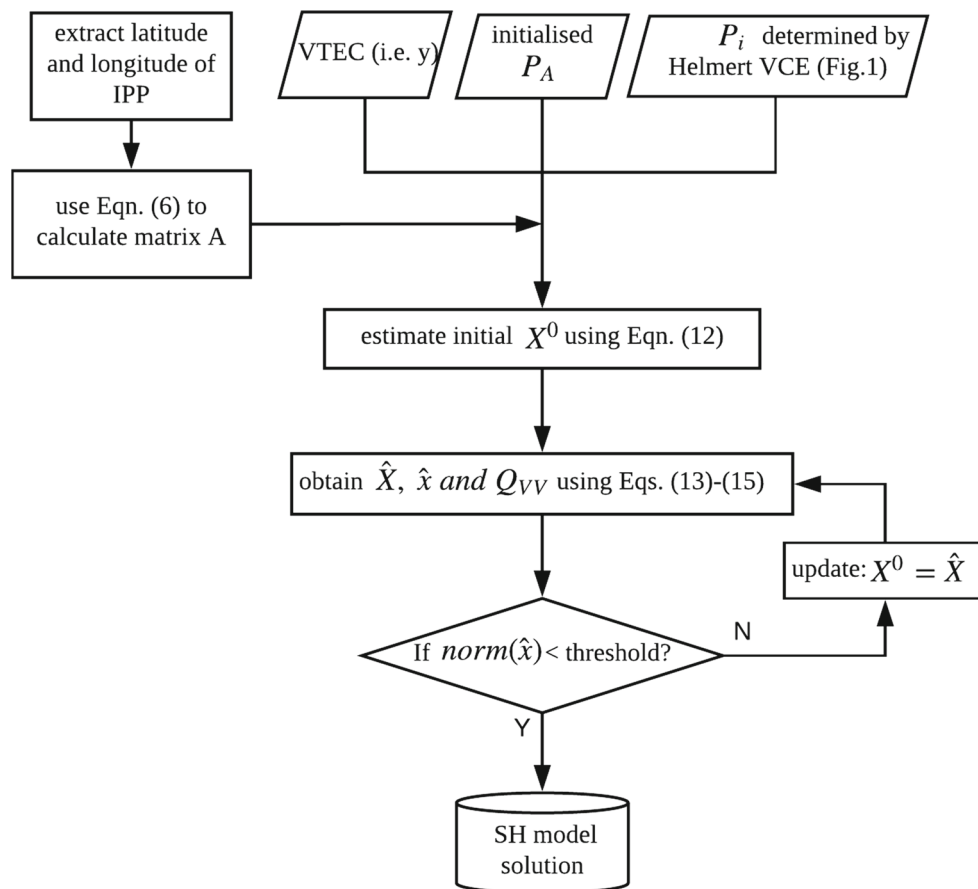 extract latitude
and longitude of
IPP
VTEC (i.e. y)
initialised
P_A
P_i determined by
Helmert VCE (Fig.1)
use Eqn. (6) to
calculate matrix A
estimate initial X^0 using Eqn. (12)
obtain X̂, x̂ and Q_VV using Eqs. (13)-(15)
update: X^0 = X̂
If norm(x̂) < threshold?
N
Y
SH model
solution